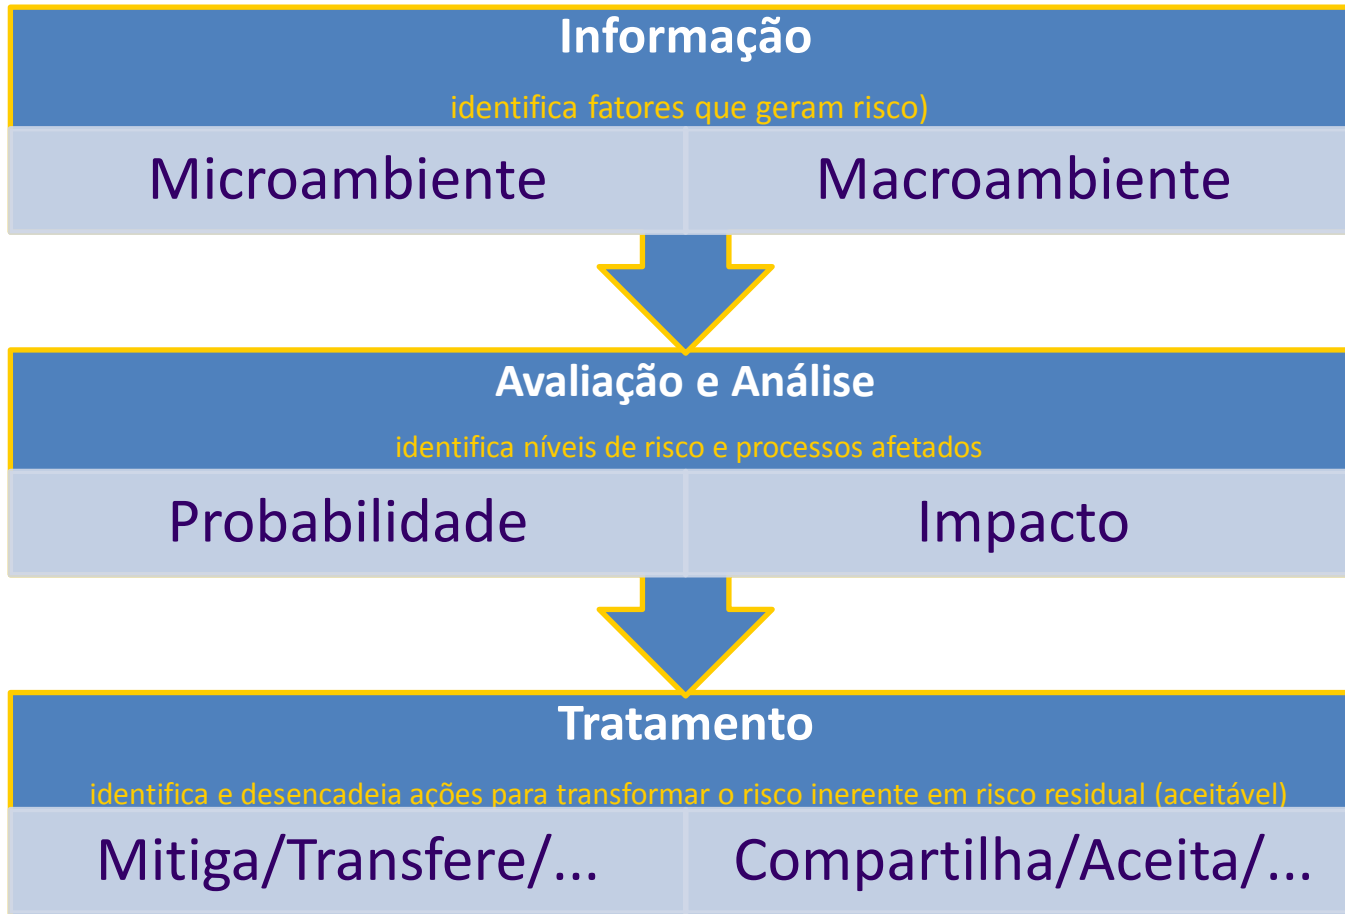 Informação
identifica fatores que geram risco)
Microambiente
Macroambiente
Avaliação e Análise
identifica níveis de risco e processos afetados
Probabilidade
Impacto
Tratamento
identifica e desencadeia ações para transformar o risco inerente em risco residual (aceitável)
Mitiga/Transfere/...
Compartilha/Aceita/...